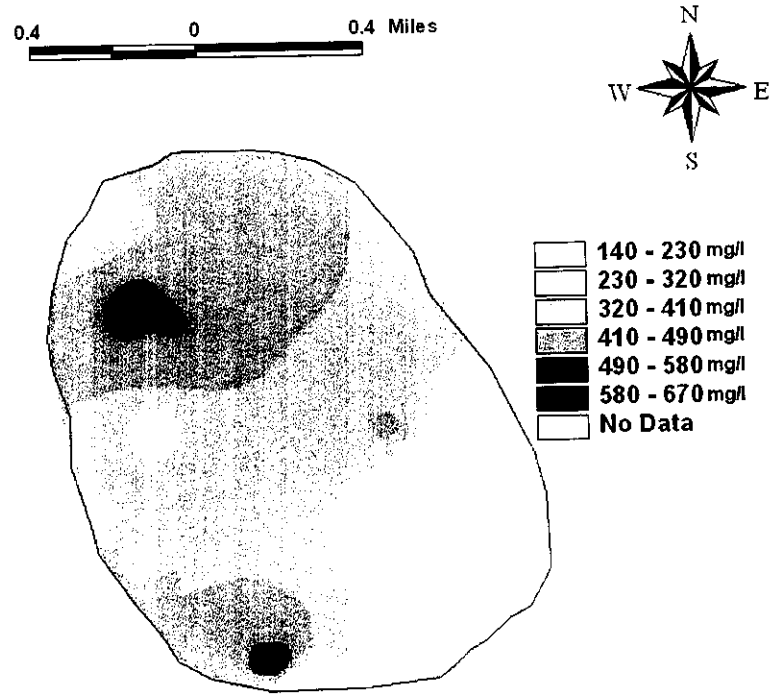 0.4 0 0.4 Miles
N
W E
S
140 - 230 mg/l
230 - 320 mg/l
320 - 410 mg/l
410 - 490 mg/l
490 - 580 mg/l
580 - 670 mg/l
No Data